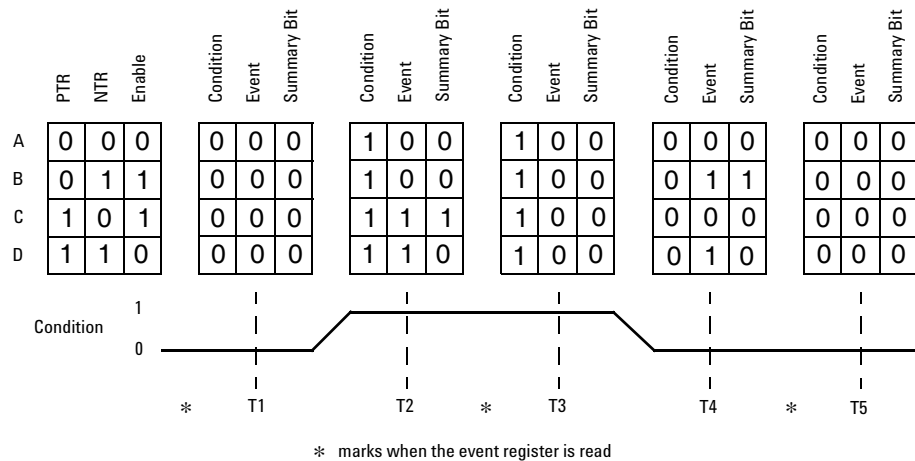 PTR NTR Enable Condition Event Summary Bit Condition Event Summary Bit Condition Event Summary Bit Condition Event Summary Bit Condition Event Summary Bit
A 0 0 0 0 0 0 1 0 0 1 0 0 0 0 0 0 0 0
B 0 1 1 0 0 0 1 0 0 1 0 0 0 1 1 0 0 0
C 1 0 1 0 0 0 1 1 1 1 0 0 0 0 0 0 0 0
D 1 1 0 0 0 0 1 1 0 1 0 0 0 1 0 0 0 0
1
Condition
0
* T1 T2 * T3 T4 * T5
* marks when the event register is read